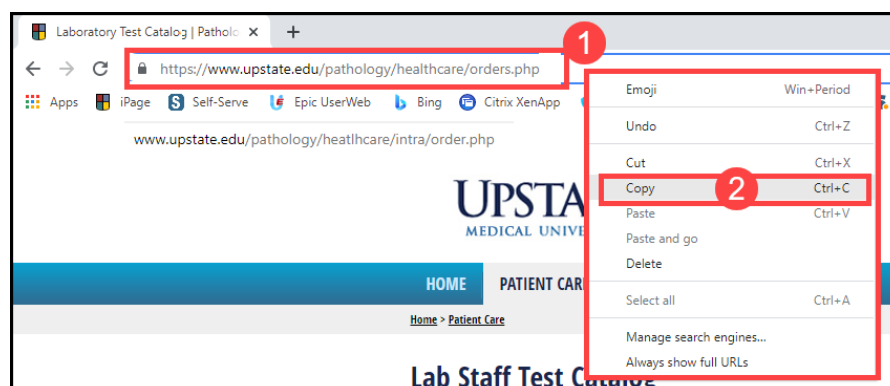 Laboratory Test Catalog | Patholo
1
https://www.upstate.edu/pathology/healthcare/orders.php
Apps iPage Self-Serve Epic UserWeb Bing Citrix XenApp
www.upstate.edu/pathology/heatlhcare/intra/order.php
Emoji Win+Period
Undo Ctrl+Z
Cut Ctrl+X
Copy 2 Ctrl+C
Paste Ctrl+V
Paste and go
Delete
Select all Ctrl+A
Manage search engines...
Always show full URLs
UPSTA
MEDICAL UNIVE
HOME PATIENT CAR
Home > Patient Care
Lab Staff Test Catalog